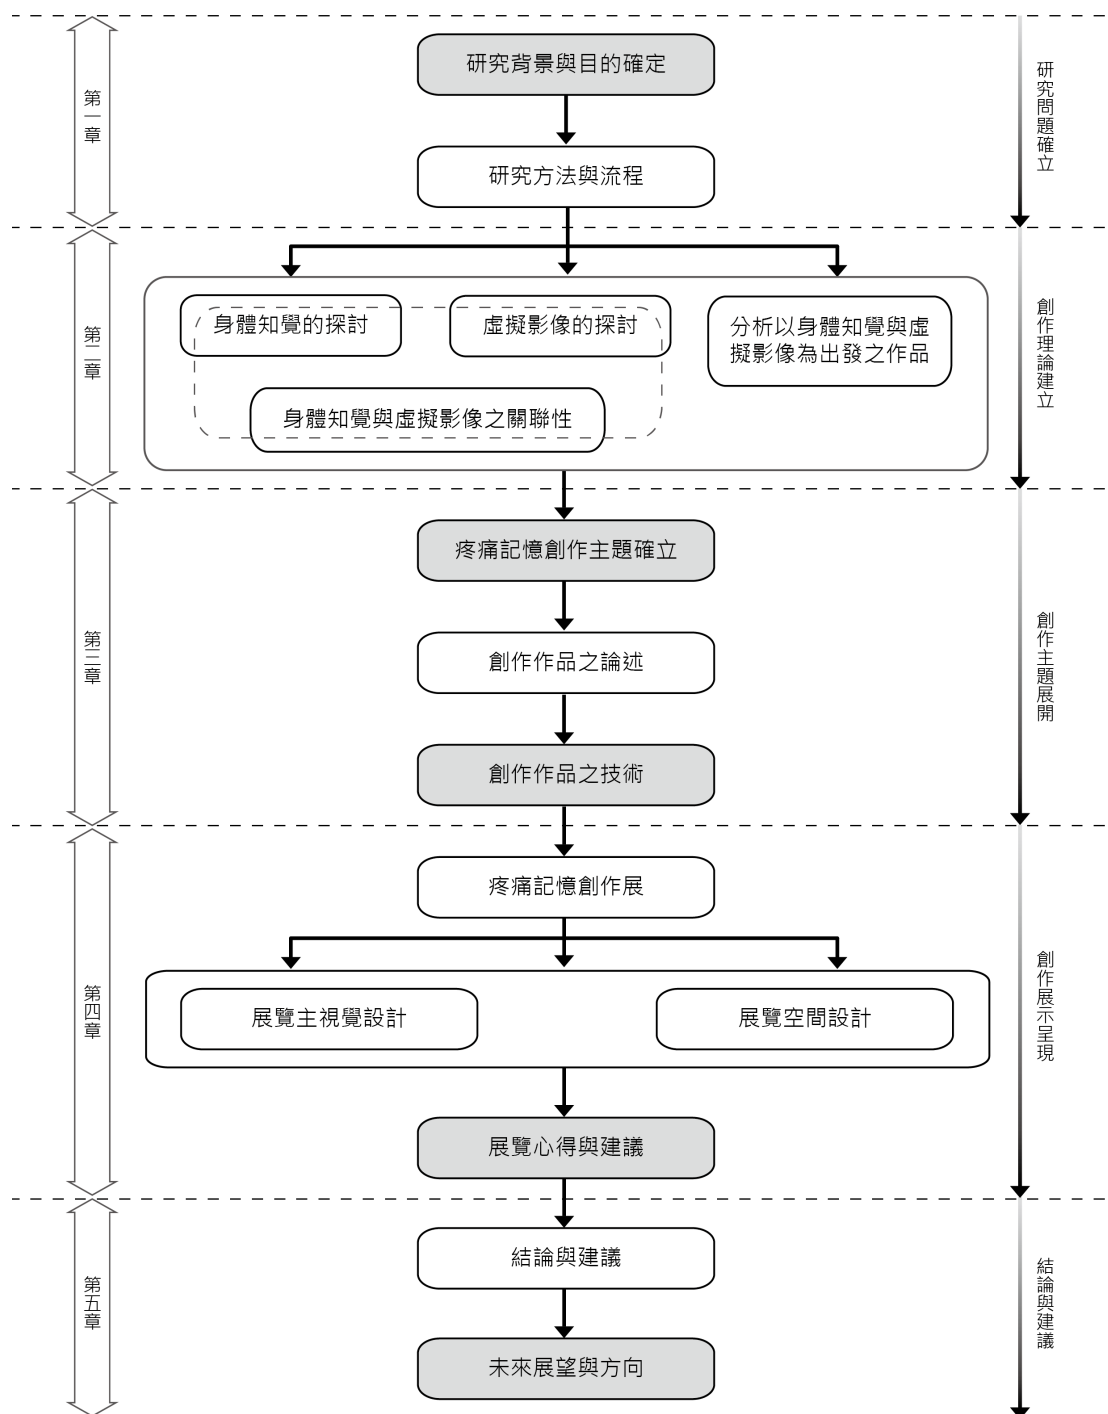 第一章
研究背景與目的確定
研究方法與流程
研究問題確立
第二章
身體知覺的探討
虛擬影像的探討
分析以身體知覺與虛
擬影像為出發之作品
身體知覺與虛擬影像之關聯性
創作理論建立
第三章
疼痛記憶創作主題確立
創作作品之論述
創作作品之技術
創作主題展開
第四章
疼痛記憶創作展
展覽主視覺設計
展覽空間設計
展覽心得與建議
創作展示呈現
第五章
結論與建議
未來展望與方向
結論與建議